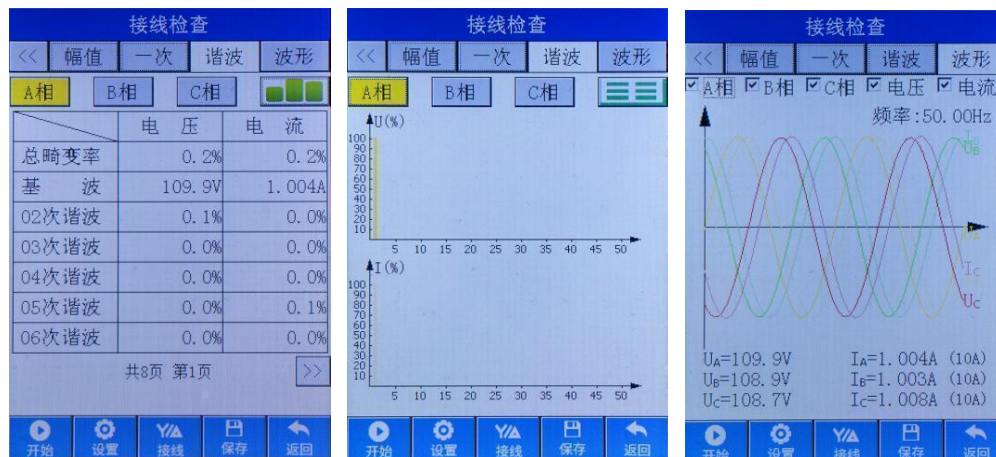 接线检查
<< 幅值 一次 谐波 波形
A相 B相 C相
电 压 电 流
总畸变率 0.2% 0.2%
基 波 109.9V 1.004A
02次谐波 0.1% 0.0%
03次谐波 0.0% 0.0%
04次谐波 0.0% 0.0%
05次谐波 0.0% 0.1%
06次谐波 0.0% 0.0%
共8页 第1页 >>
开始 设置 Y/△ 接线 保存 返回
接线检查
<< 幅值 一次 谐波 波形
A相 B相 C相
U(%)
100
90
80
70
60
50
40
30
20
10
5 10 15 20 25 30 35 40 45 50
I(%)
100
90
80
70
60
50
40
30
20
10
5 10 15 20 25 30 35 40 45 50
开始 设置 Y/△ 接线 保存 返回
接线检查
<< 幅值 一次 谐波 波形
A相 B相 C相 电压 电流
频率:50.00Hz
IB
UB
Ic
Uc
UA=109.9V IA=1.004A (10A)
UB=108.9V IB=1.003A (10A)
Uc=108.7V Ic=1.008A (10A)
开始 设置 Y/△ 接线 保存 返回